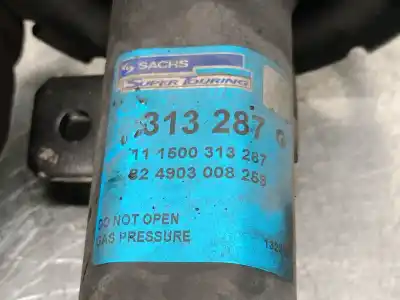 SACHS
SUPER TOURING
313 287
11 1500 313 287
82 4903 008 258
DO NOT OPEN
GAS PRESSURE